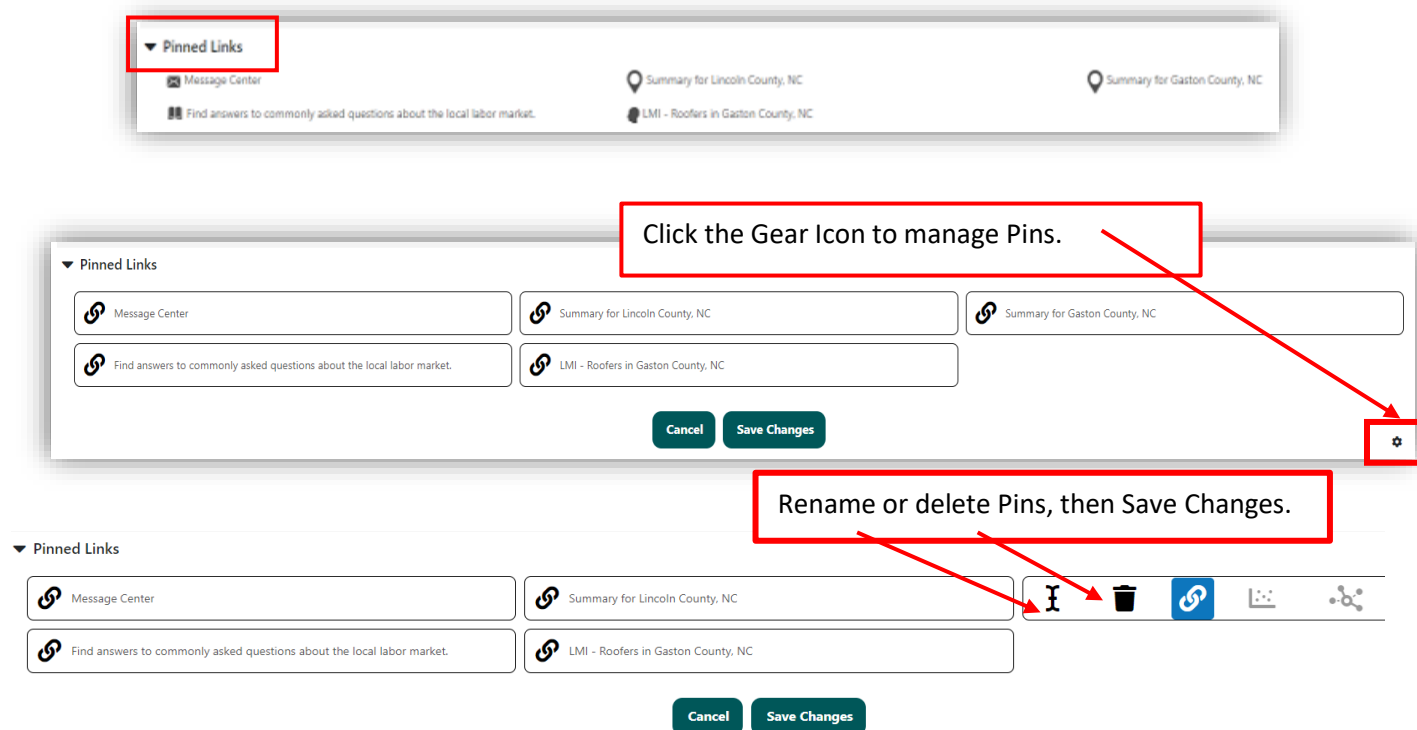 Pinned Links
Message Center
Summary for Lincoln County, NC
Summary for Gaston County, NC
Find answers to commonly asked questions about the local labor market.
LMI - Roofers in Gaston County, NC
Click the Gear Icon to manage Pins.
Pinned Links
Message Center
Summary for Lincoln County, NC
Summary for Gaston County, NC
Find answers to commonly asked questions about the local labor market.
LMI - Roofers in Gaston County, NC
Cancel
Save Changes
Rename or delete Pins, then Save Changes.
Pinned Links
Message Center
Summary for Lincoln County, NC
Find answers to commonly asked questions about the local labor market.
LMI - Roofers in Gaston County, NC
Cancel
Save Changes